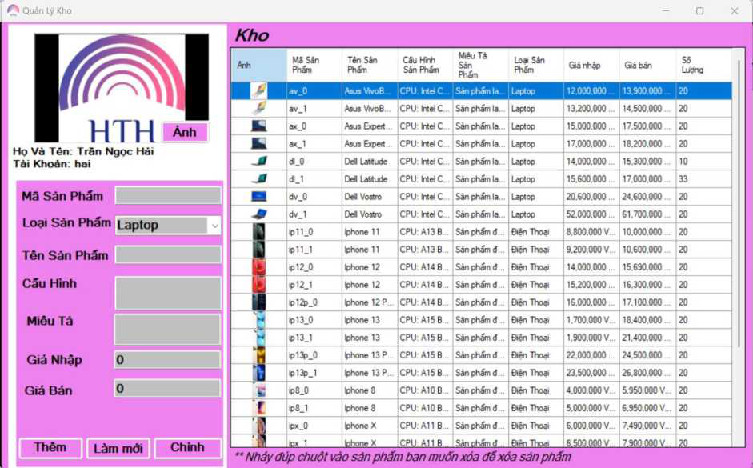 Quản Lý Kho
HTH
Ảnh
Họ Và Tên: Trần Ngọc Hải
Tài Khoản: hai
Mã Sản Phẩm
Loại Sản Phẩm Laptop
Tên Sản Phẩm
Cấu Hình
Miêu Tả
Giá Nhập 0
Giá Bán 0
Thêm Làm mới Chỉnh
Kho
Ảnh Mã Sản Phẩm Tên Sản Phẩm Cấu Hình Sản Phẩm Miêu Tả Sản Phẩm Loại Sản Phẩm Giá nhập Giá bán Số Lượng
av_0 Asus VivoB... CPU: Intel C... Sản phẩm la... Laptop 12,000,000 ... 13,900,000 ... 20
av_1 Asus VivoB... CPU: Intel C... Sản phẩm la... Laptop 13,200,000 ... 14,500,000 ... 20
ax_0 Asus Expert... CPU: Intel C... Sản phẩm la... Laptop 15,000,000 ... 17,500,000 ... 20
ax_1 Asus Expert... CPU: Intel C... Sản phẩm la... Laptop 17,000,000 ... 18,200,000 ... 20
dl_0 Dell Latitude CPU: Intel C... Sản phẩm la... Laptop 14,000,000 ... 15,300,000 ... 10
dl_1 Dell Latitude CPU: Intel C... Sản phẩm la... Laptop 15,600,000 ... 17,000,000 ... 33
dv_0 Dell Vostro CPU: Intel C... Sản phẩm la... Laptop 20,600,000 ... 24,600,000 ... 20
dv_1 Dell Vostro CPU: Intel C... Sản phẩm la... Laptop 52,000,000 ... 61,700,000 ... 20
ip11_0 Iphone 11 CPU: A13 B... Sản phẩm đ... Điện Thoại 8,800,000 V... 10,000,000 ... 20
ip11_1 Iphone 11 CPU: A13 B... Sản phẩm đ... Điện Thoại 9,200,000 V... 10,600,000 ... 20
ip12_0 Iphone 12 CPU: A14 B... Sản phẩm đ... Điện Thoại 14,000,000 ... 15,690,000 ... 20
ip12_1 Iphone 12 CPU: A14 B... Sản phẩm đ... Điện Thoại 15,200,000 ... 16,300,000 ... 20
ip12p_0 Iphone 12 P... CPU: A14 B... Sản phẩm đ... Điện Thoại 16,000,000 ... 17,100,000 ... 20
ip13_0 Iphone 13 CPU: A15 B... Sản phẩm đ... Điện Thoại 1,700,000 V... 18,400,000 ... 20
ip13_1 Iphone 13 CPU: A15 B... Sản phẩm đ... Điện Thoại 1,900,000 V... 21,400,000 ... 20
ip13p_0 Iphone 13 P... CPU: A15 B... Sản phẩm đ... Điện Thoại 22,000,000 ... 24,500,000 ... 20
ip13p_1 Iphone 13 P... CPU: A15 B... Sản phẩm đ... Điện Thoại 23,500,000 ... 26,800,000 ... 20
ip8_0 Iphone 8 CPU: A10 B... Sản phẩm đ... Điện Thoại 4,000,000 V... 5,950,000 V... 20
ip8_1 Iphone 8 CPU: A10 B... Sản phẩm đ... Điện Thoại 5,000,000 V... 6,950,000 V... 20
ipx_0 Iphone X CPU: A11 B... Sản phẩm đ... Điện Thoại 6,000,000 V... 7,490,000 V... 20
ipx_1 Iphone X CPU: A11 B... Sản phẩm đ... Điện Thoại 6,500,000 V... 7,900,000 V... 20
** Nháy đúp chuột vào sản phẩm bạn muốn xóa để xóa sản phẩm